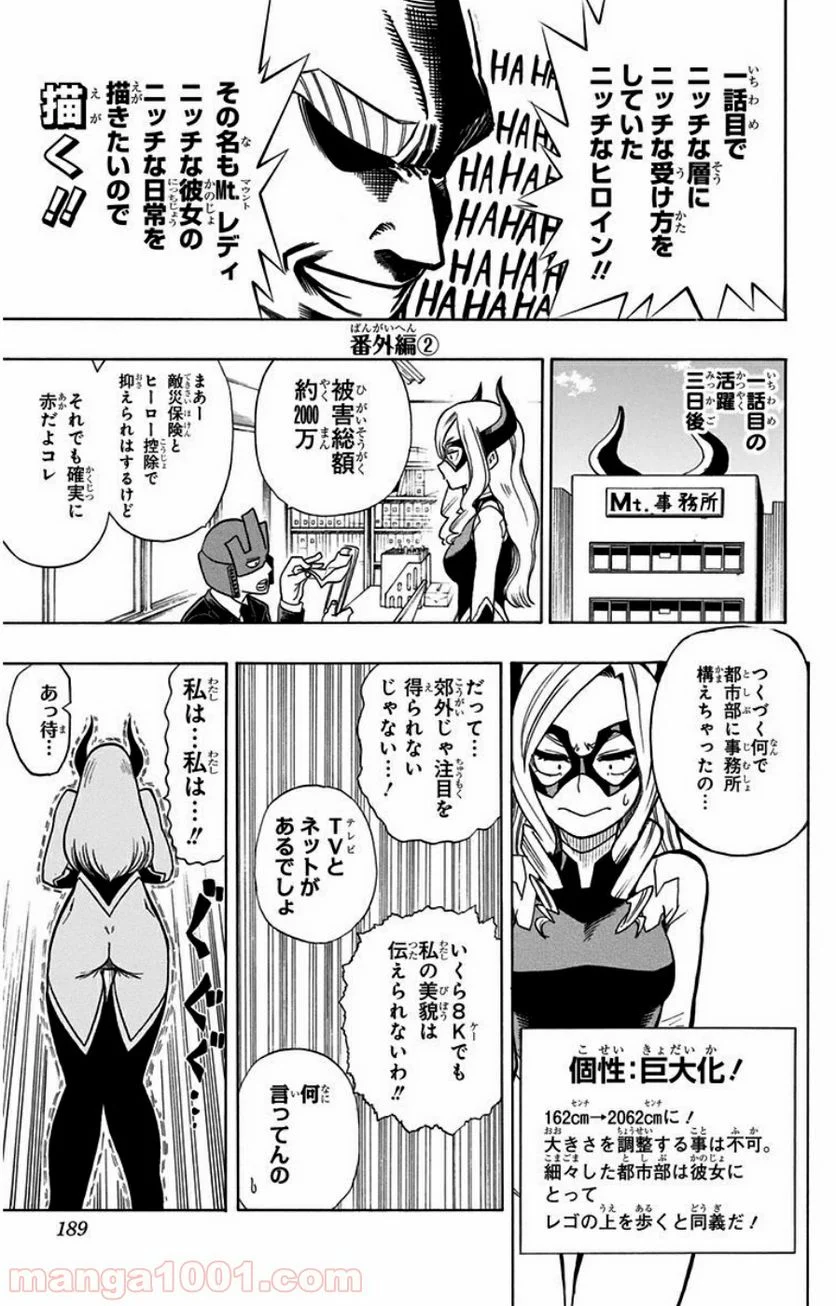 一話目で
ニッチな層に
ニッチな受け方を
していた
ニッチなヒロイン!!
HA HA
HAHA
HAHA
HAHAH
HAHA
HAHAHA
その名もMt.レディ
ニッチな彼女の
ニッチな日常を
描きたいので
描く!!
番外編②
一話目の
活躍
三日後
Mt.事務所
被害総額
約2000
万
まあー
敵災保険と
ヒーロー控除で
抑えられはするけど
それでも確実に
赤だよコレ
つくづく何で
都市部に事務所
構えちゃったの…
個性:巨大化!
162cm→2062cmに!
大きさを調整する事は不可。
細々した都市部は彼女に
とって
レゴの上を歩くと同義だ!
だって…
郊外じゃ注目を
得られない
じゃない…!
TVと
ネットが
あるでしょ
いくら8Kでも
私の美貌は
伝えられないわ!!
何
言ってんの
私は…私は…!!
あっ待…
189
manga1001.com